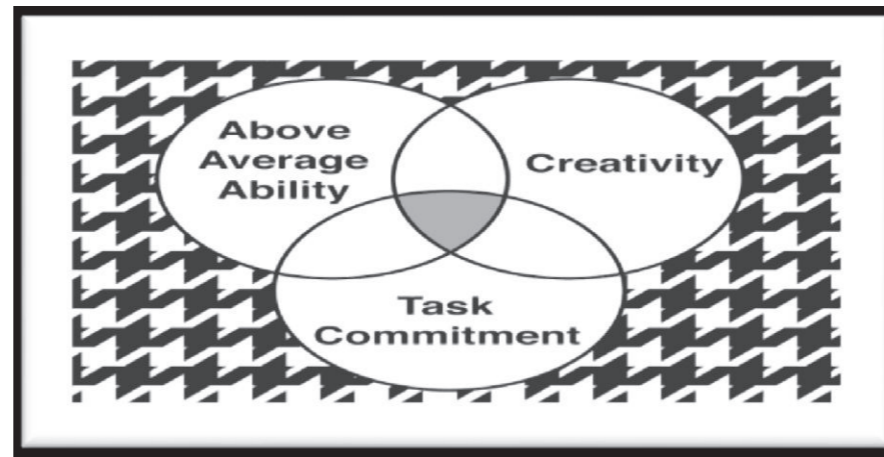 Above
Average
Ability
Creativity
Task
Commitment